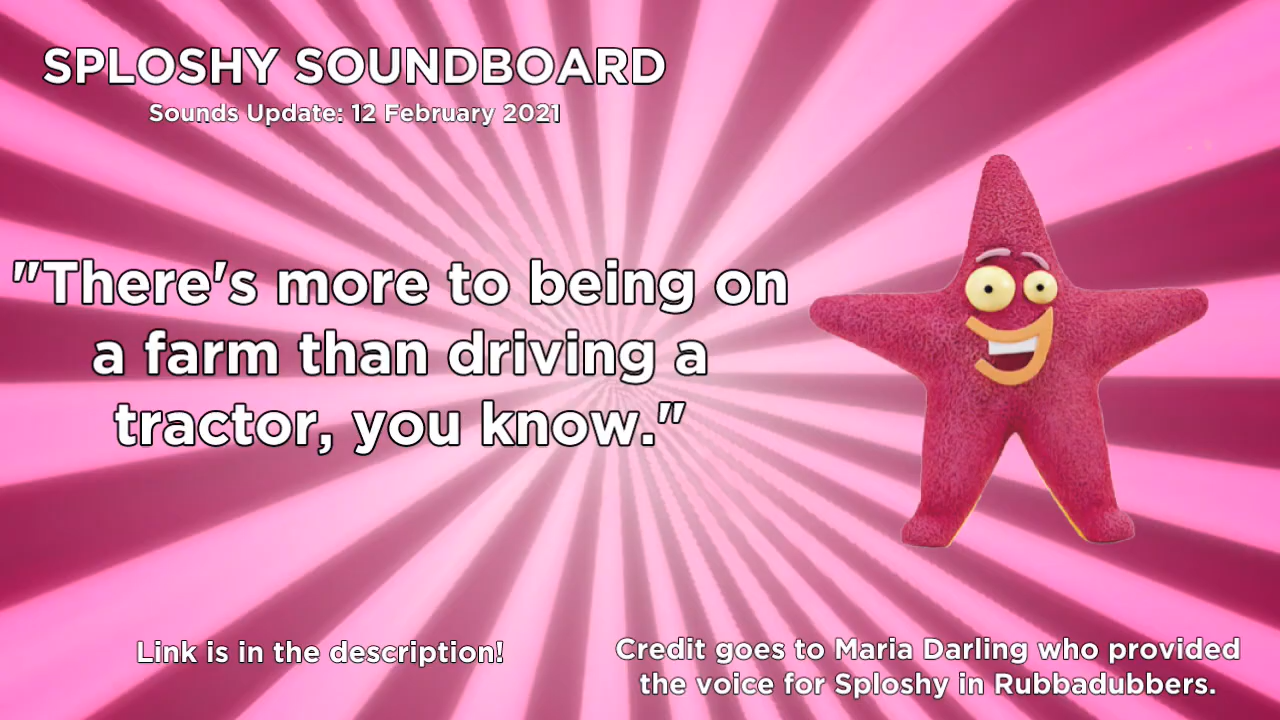 SPLOSHY SOUNDBOARD
Sounds Update: 12 February 2021
"There's more to being on
a farm than driving a
tractor, you know."
Link is in the description!
Credit goes to Maria Darling who provided
the voice for Sploshy in Rubbadubbers.